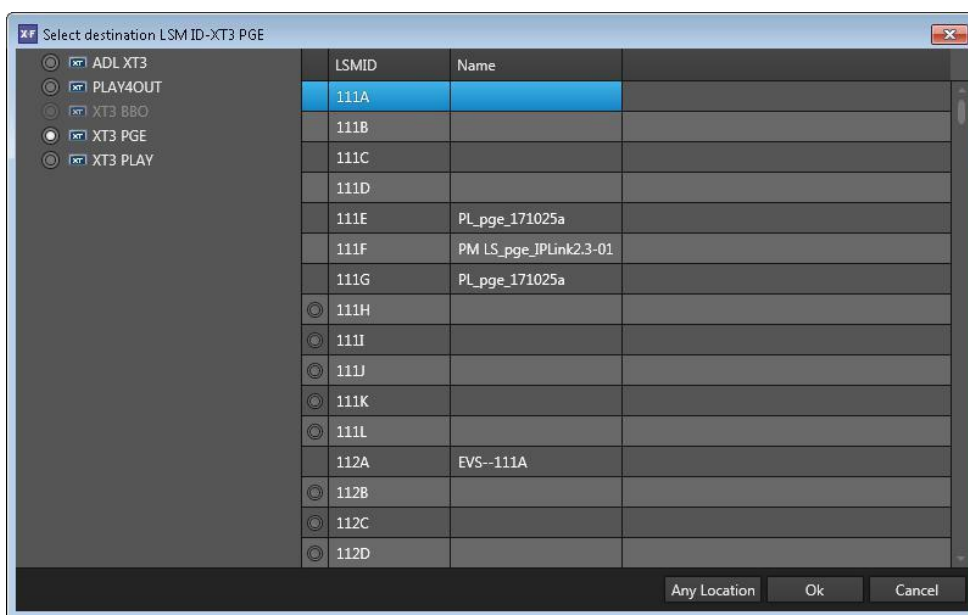 XF Select destination LSM ID-XT3 PGE
XT ADL XT3
XT PLAY4OUT
XT XT3 BBO
XT XT3 PGE
XT XT3 PLAY
LSMID Name
111A
111B
111C
111D
111E PL_pge_171025a
111F PM LS_pge_IPLink2.3-01
111G PL_pge_171025a
111H
111I
111J
111K
111L
112A EVS--111A
112B
112C
112D
Any Location Ok Cancel